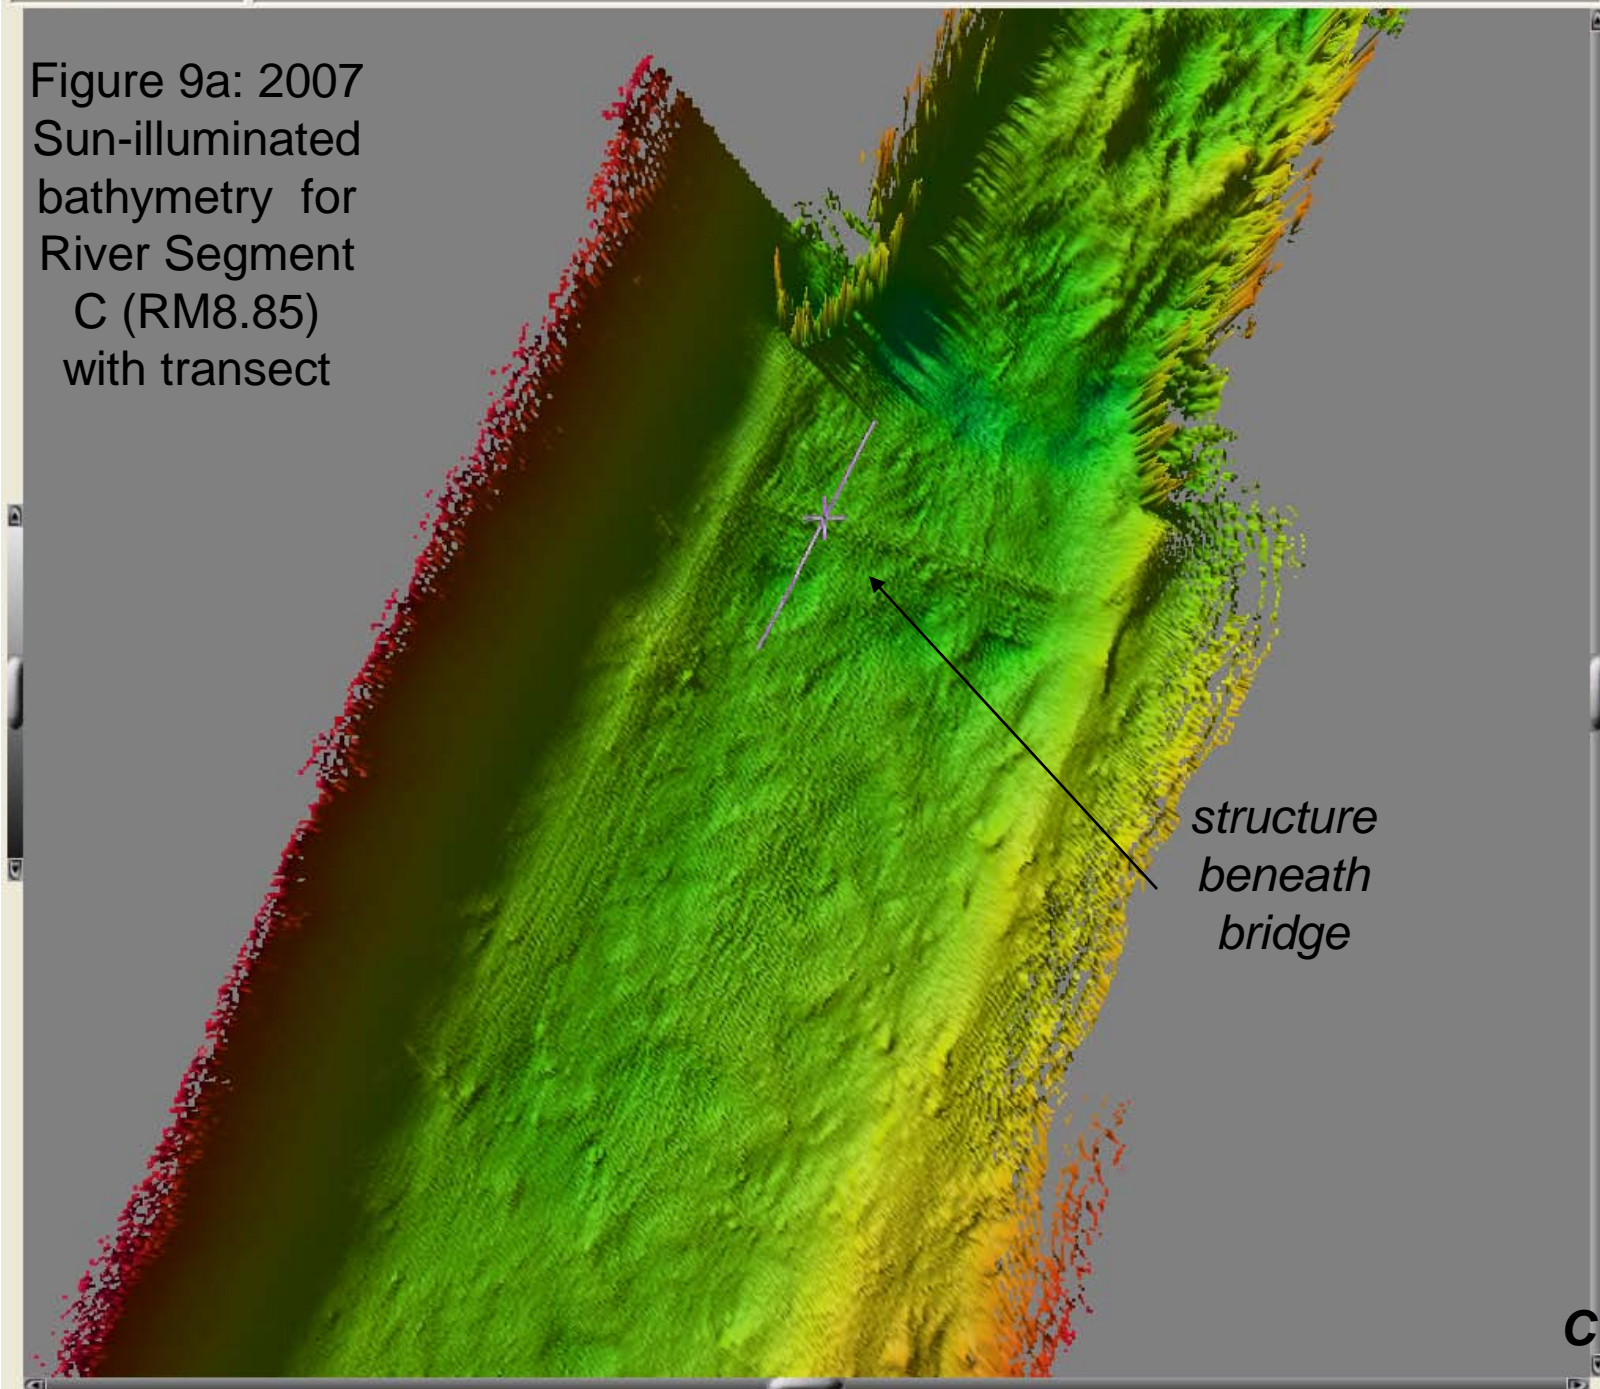 Figure 9a: 2007
Sun-illuminated
bathymetry for
River Segment
C (RM8.85)
with transect
structure
beneath
bridge
C